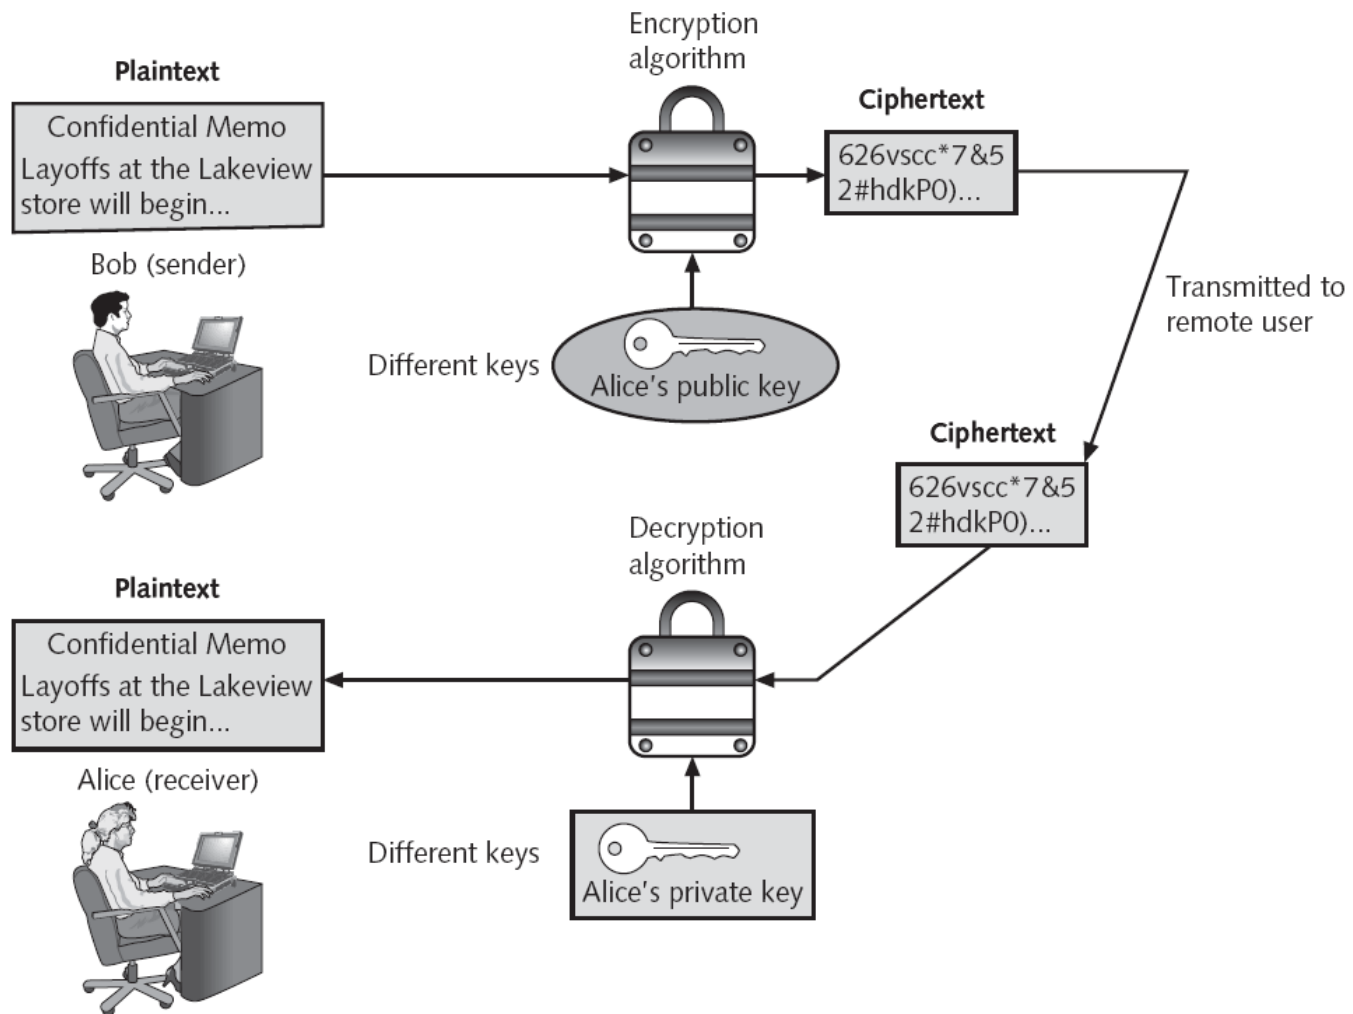 Encryption
algorithm
Plaintext
Ciphertext
Confidential Memo
Layoffs at the Lakeview
store will begin...
626vscc*7&5
2#hdkP0)...
Bob (sender)
Transmitted to
remote user
Different keys
Alice's public key
Ciphertext
626vscc*7&5
2#hdkP0)...
Decryption
algorithm
Plaintext
Confidential Memo
Layoffs at the Lakeview
store will begin...
Alice (receiver)
Different keys
Alice's private key